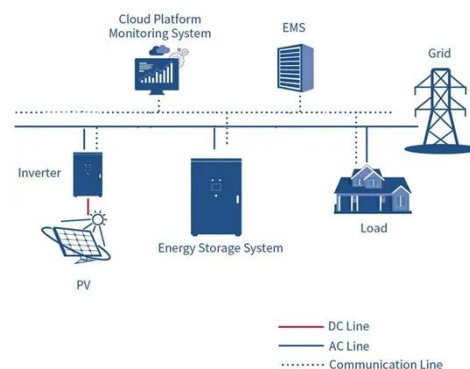 Cloud Platform
Monitoring System
EMS
Grid
Inverter
Energy Storage System
Load
PV
DC Line
AC Line
Communication Line